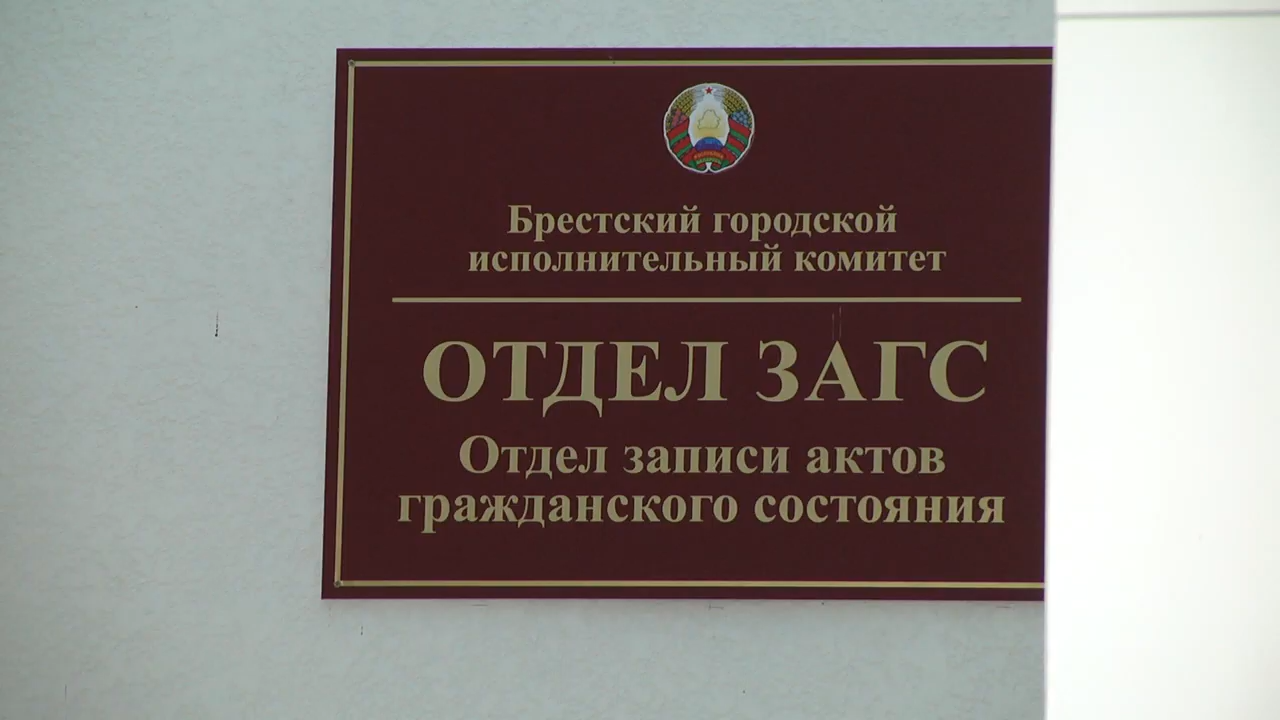 Брестский городской
исполнительный комитет
ОТДЕЛ ЗАГС
Отдел записи актов
гражданского состояния